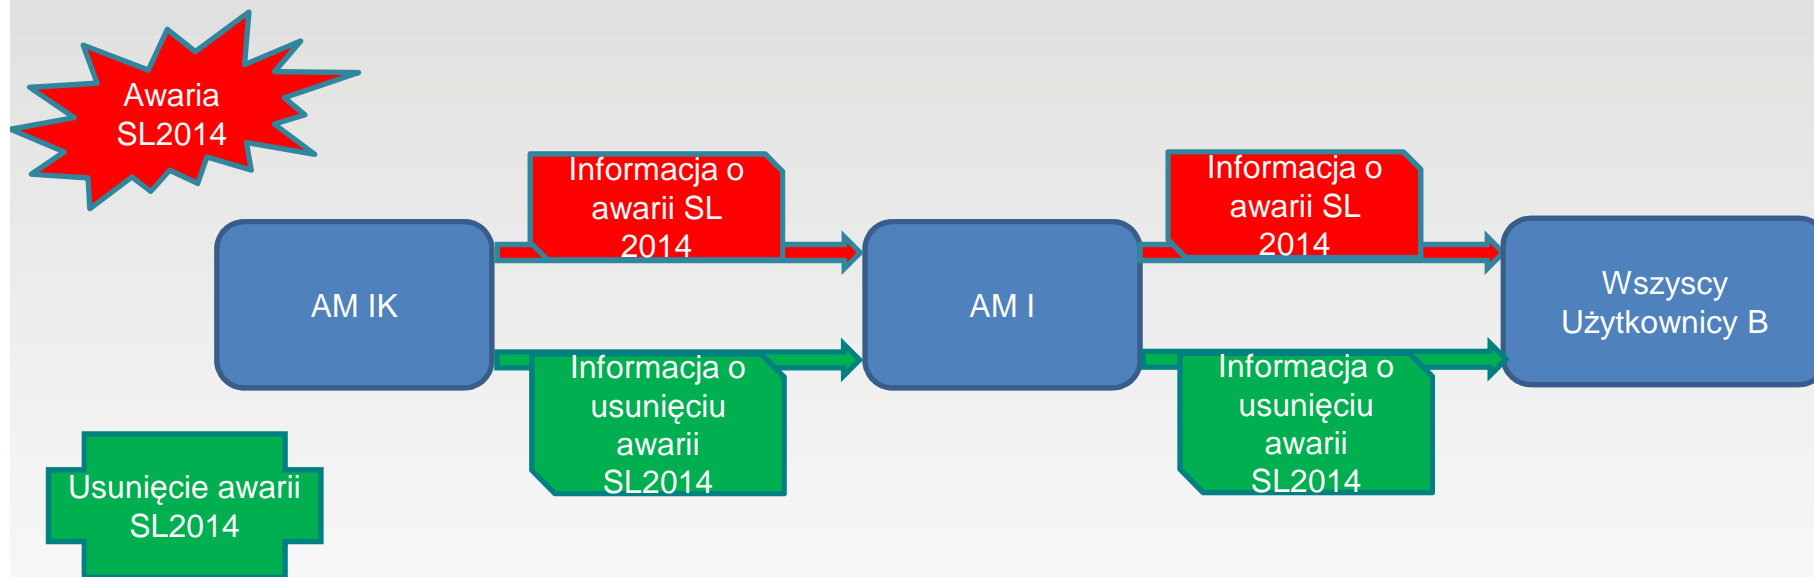 Awaria
SL2014
Informacja o
awarii SL
2014
Informacja o
awarii SL
2014
AM IK
AM I
Wszyscy
Użytkownicy B
Informacja o
usunięciu
awarii
SL2014
Informacja o
usunięciu
awarii
SL2014
Usunięcie awarii
SL2014